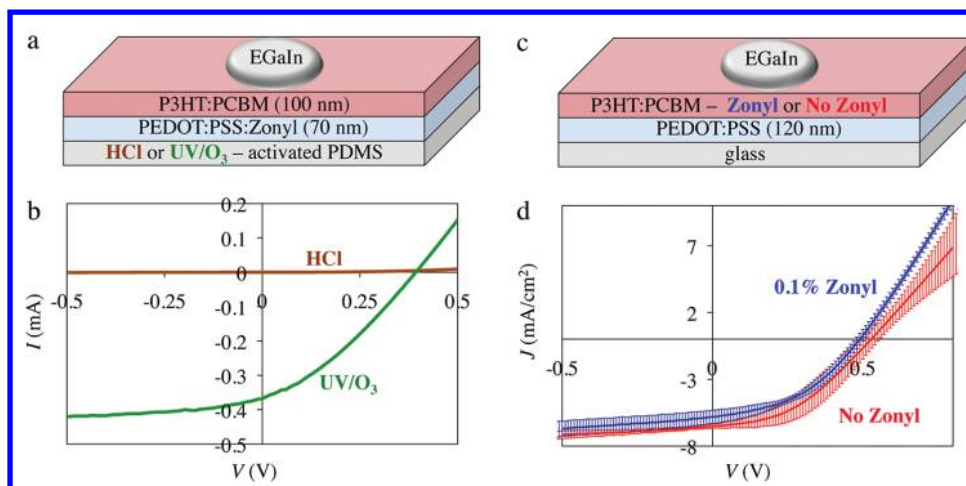 a
EGaIn
P3HT:PCBM (100 nm)
PEDOT:PSS:Zonyl (70 nm)
HCl or UV/O₃ – activated PDMS
c
EGaIn
P3HT:PCBM – Zonyl or No Zonyl
PEDOT:PSS (120 nm)
glass
b
0.2
0.1
0
-0.1
-0.2
-0.3
-0.4
-0.5
-0.5
-0.25
0
0.25
0.5
HCl
UV/O₃
I (mA)
V (V)
d
7
2
-3
-8
-0.5
0
0.5
0.1% Zonyl
No Zonyl
J (mA/cm²)
V (V)